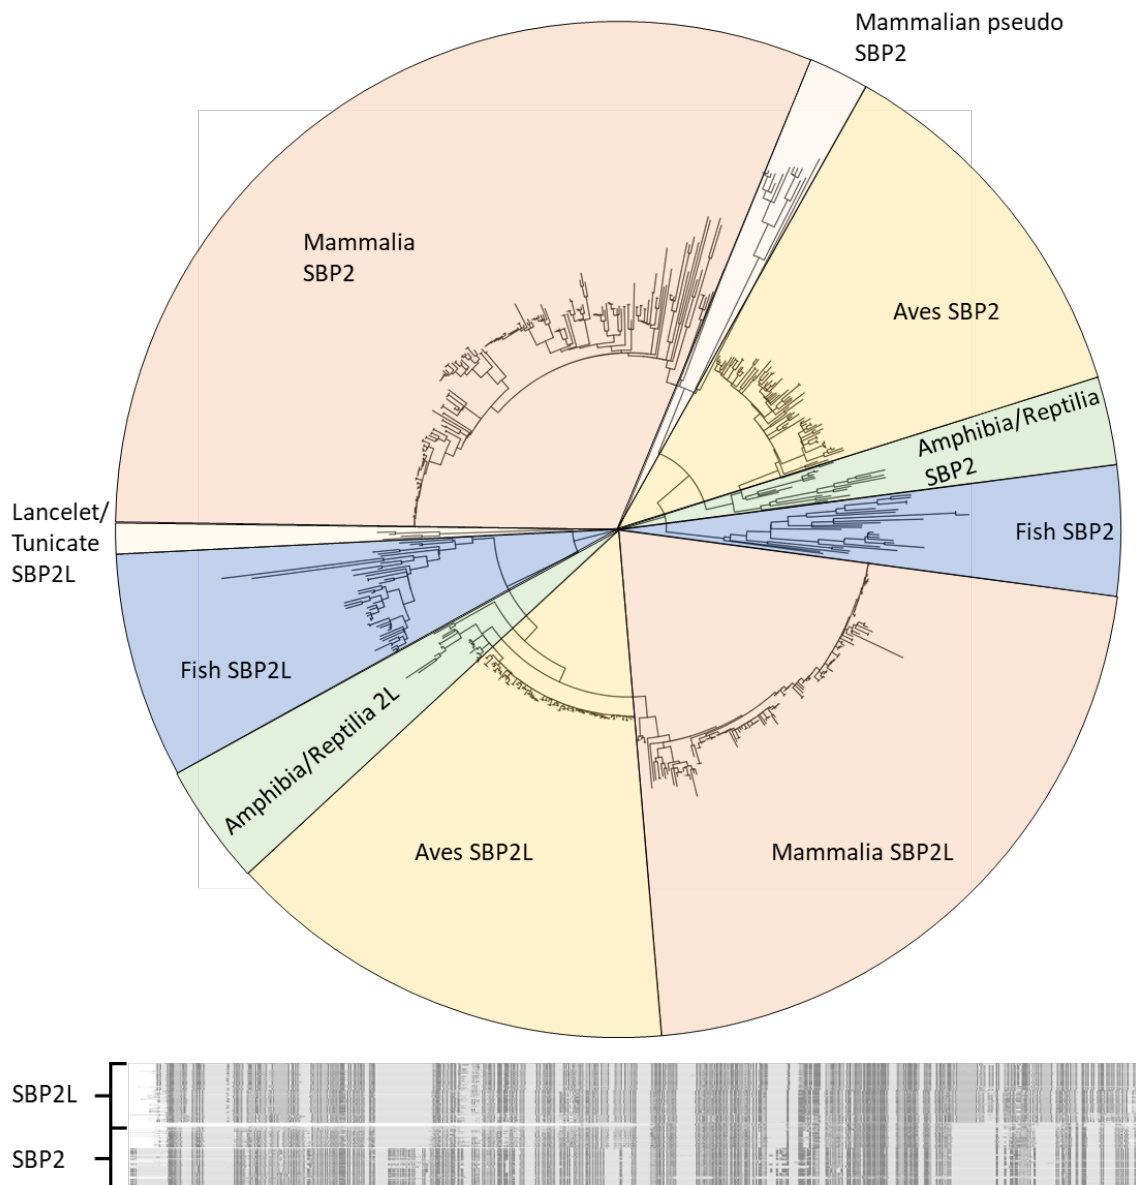 Mammalian pseudo
SBP2
Mammalia
SBP2
Aves SBP2
Amphibia/Reptilia
SBP2
Lancelet/
Tunicate
SBP2L
Fish SBP2
Fish SBP2L
Amphibia/Reptilia 2L
Aves SBP2L
Mammalia SBP2L
SBP2L
SBP2